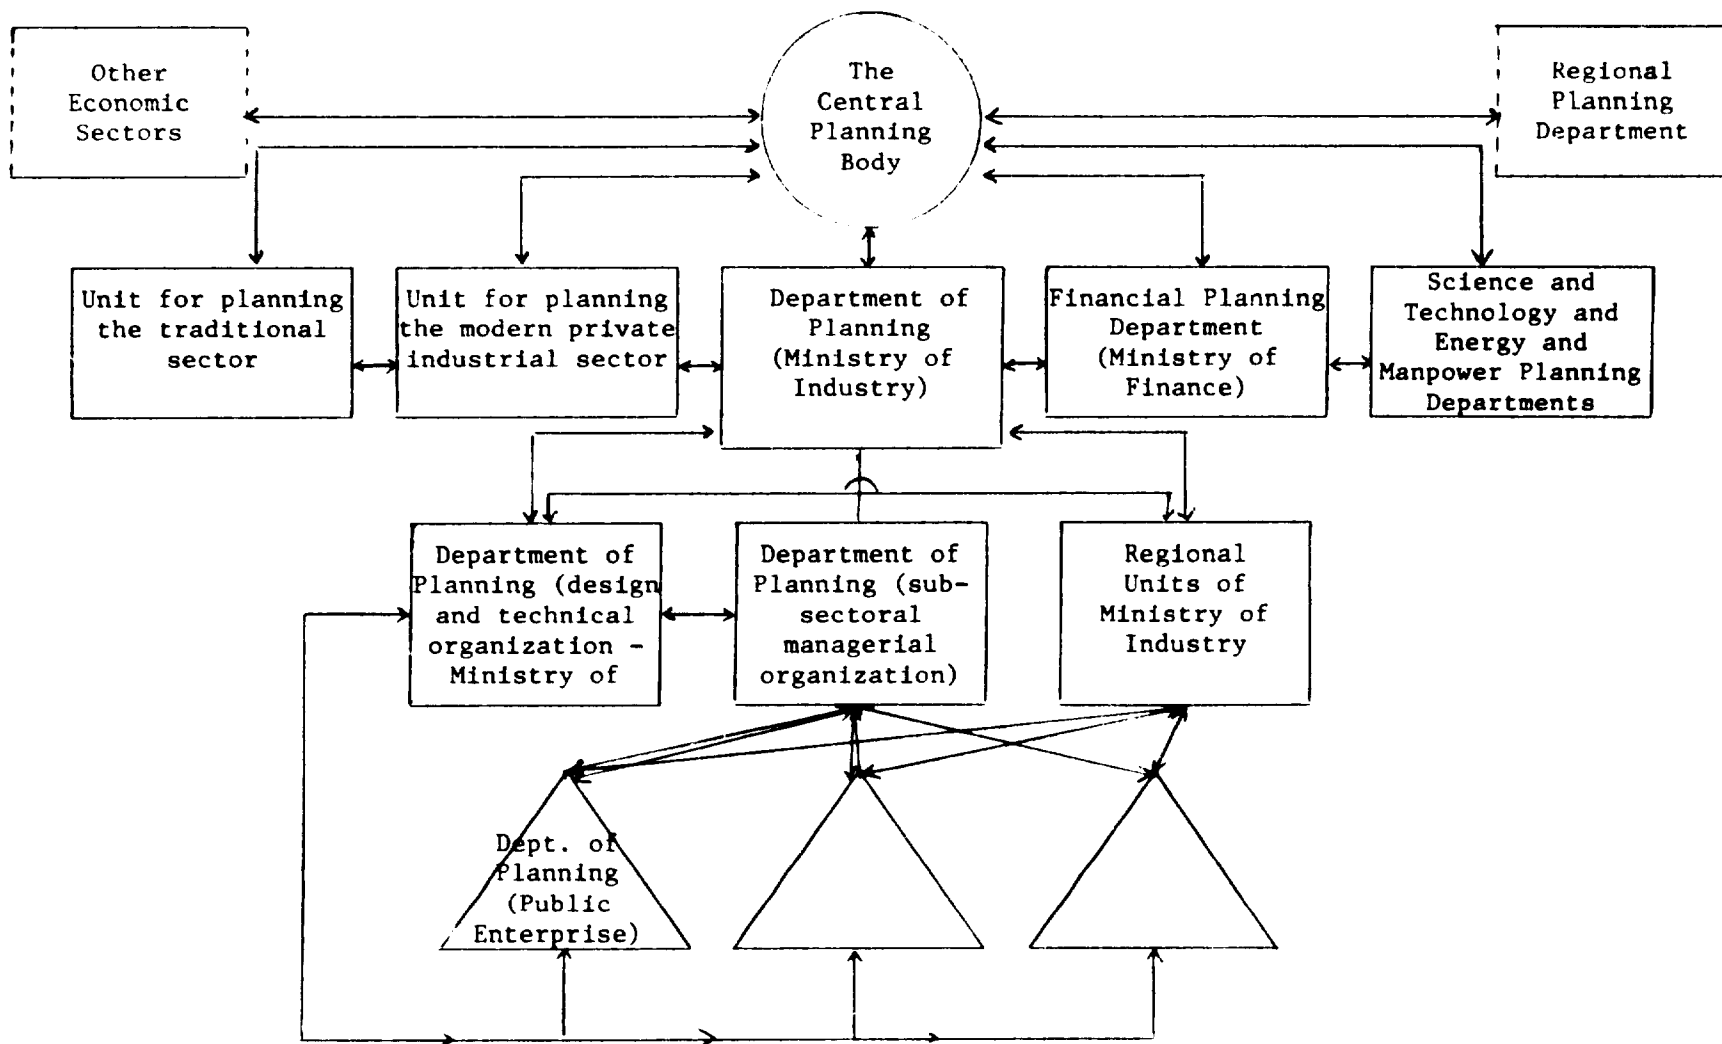 Other
Economic
Sectors
The
Central
Planning
Body
Regional
Planning
Department
Unit for planning
the traditional
sector
Unit for planning
the modern private
industrial sector
Department of
Planning
(Ministry of
Industry)
Financial Planning
Department
(Ministry of
Finance)
Science and
Technology and
Energy and
Manpower Planning
Departments
Department of
Planning (design
and technical
organization -
Ministry of
Department of
Planning (sub-
sectoral
managerial
organization)
Regional
Units of
Ministry of
Industry
Dept. of
Planning
(Public
Enterprise)